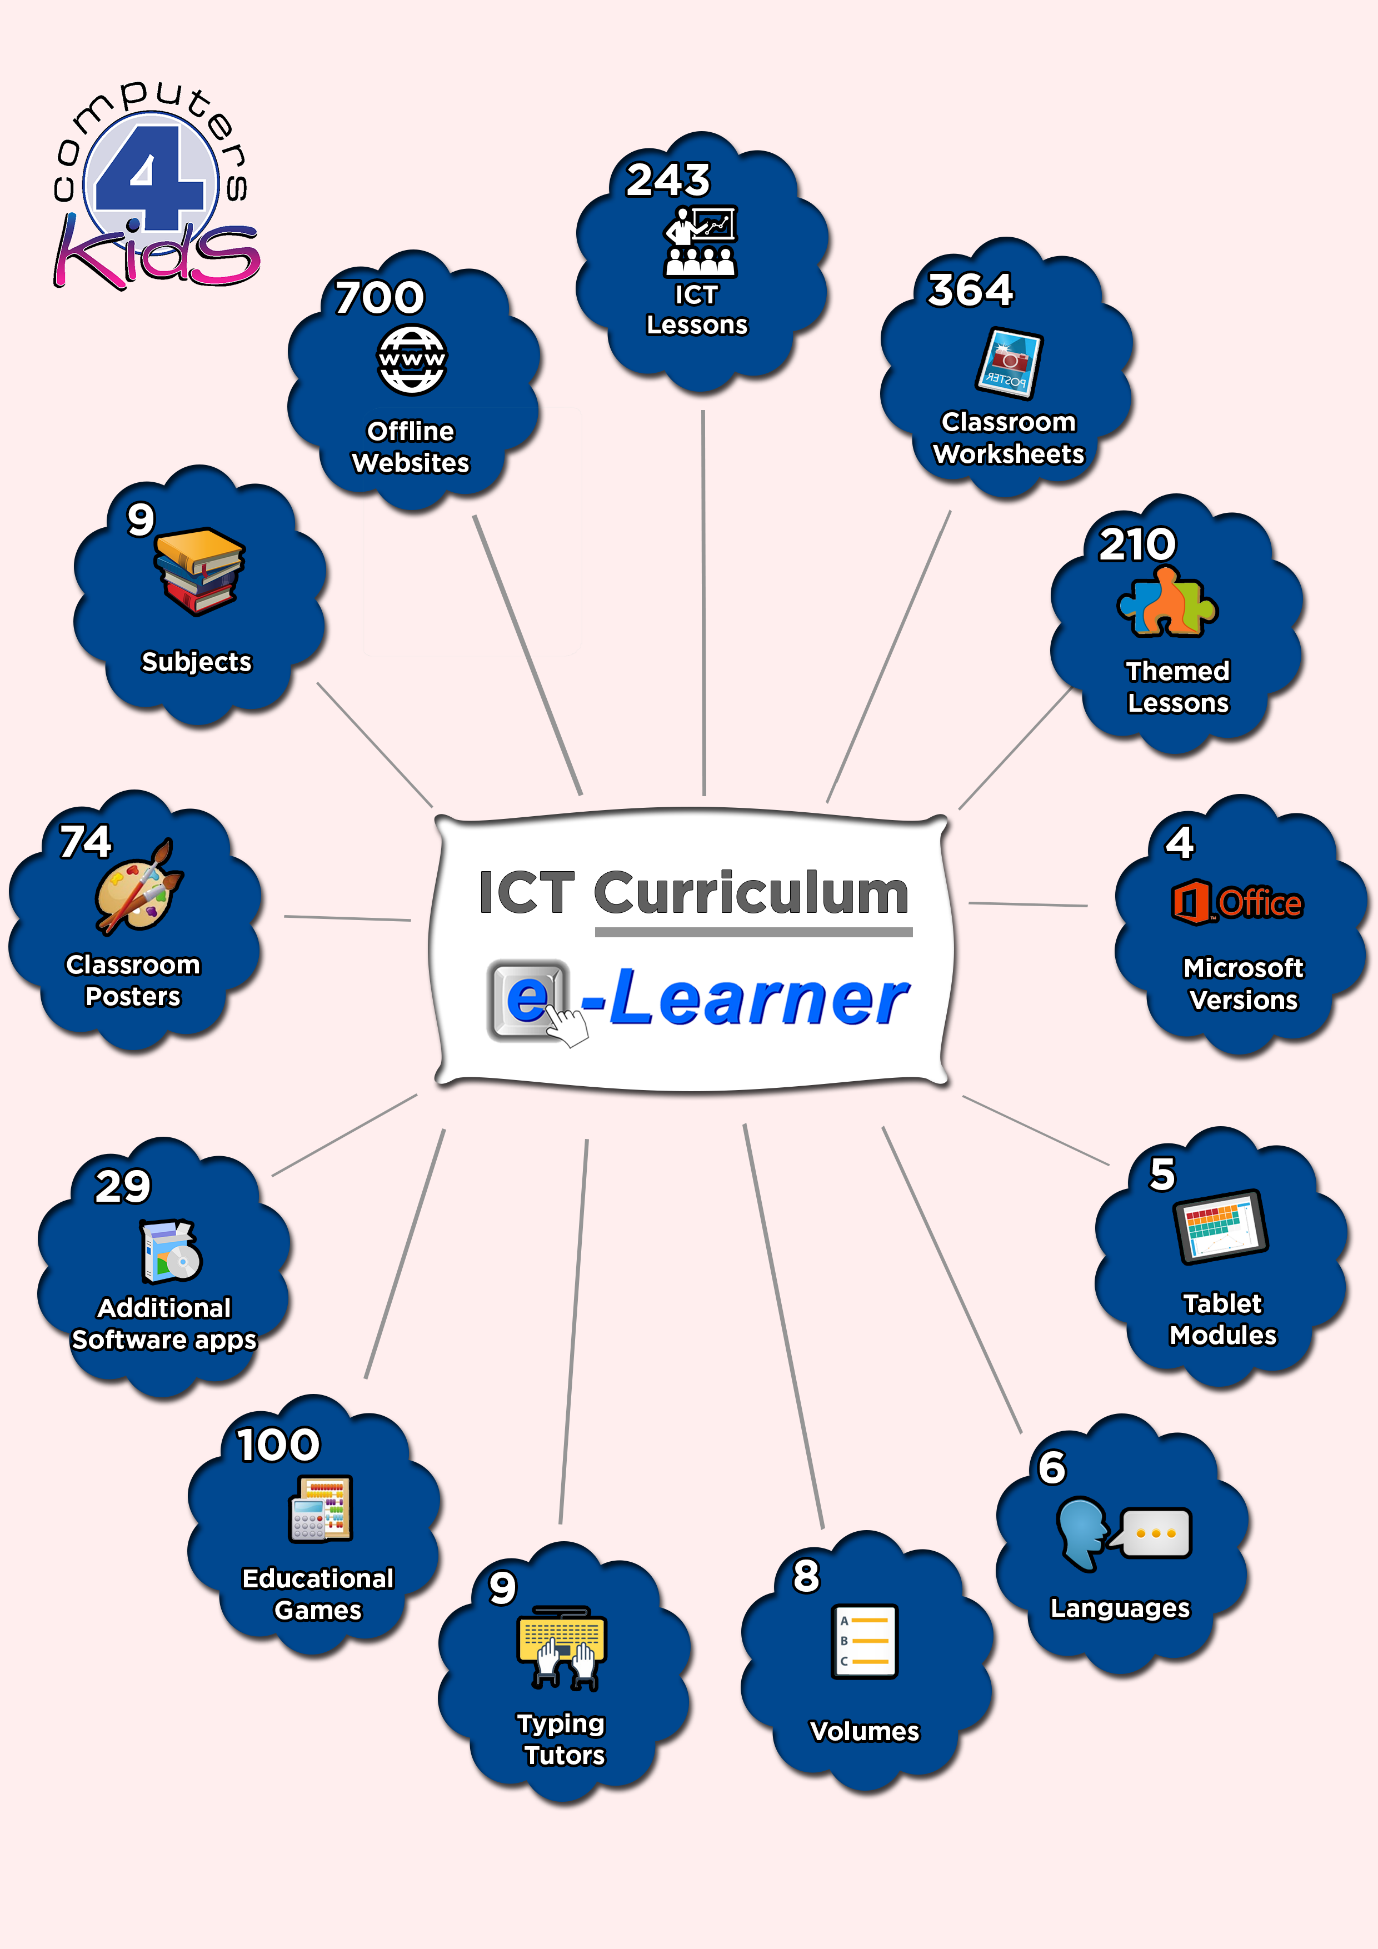 computers
4
Kids
243
ICT
Lessons
700
www
Offline
Websites
364
POSTER
Classroom
Worksheets
9
Subjects
210
Themed
Lessons
74
Classroom
Posters
ICT Curriculum
e-Learner
4
Office
Microsoft
Versions
29
Additional
Software apps
5
Tablet
Modules
100
Educational
Games
6
Languages
9
Typing
Tutors
8
A
B
C
Volumes